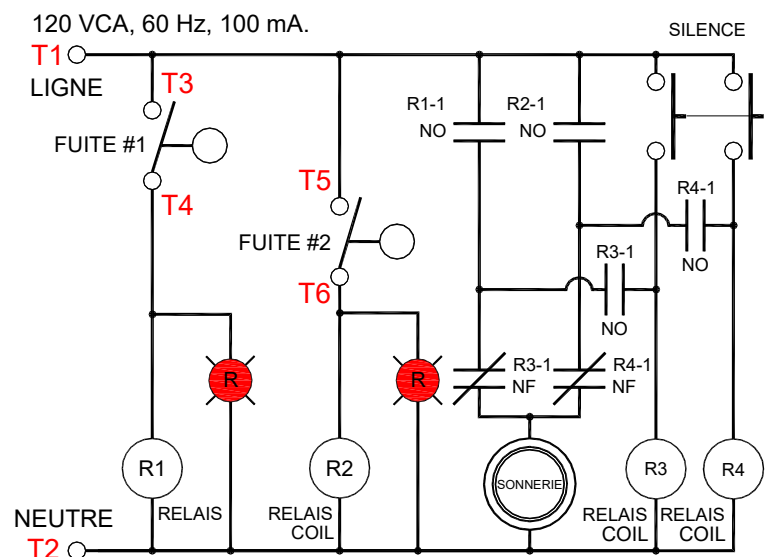 120 VCA, 60 Hz, 100 mA.
SILENCE
T1
LIGNE
T3
R1-1
NO
R2-1
NO
FUITE #1
T4
T5
R4-1
NO
FUITE #2
R3-1
NO
T6
R
R
R3-1
NF
R4-1
NF
R1
R2
SONNERIE
R3
R4
RELAIS
RELAIS
COIL
RELAIS
COIL
RELAIS
COIL
NEUTRE
T2